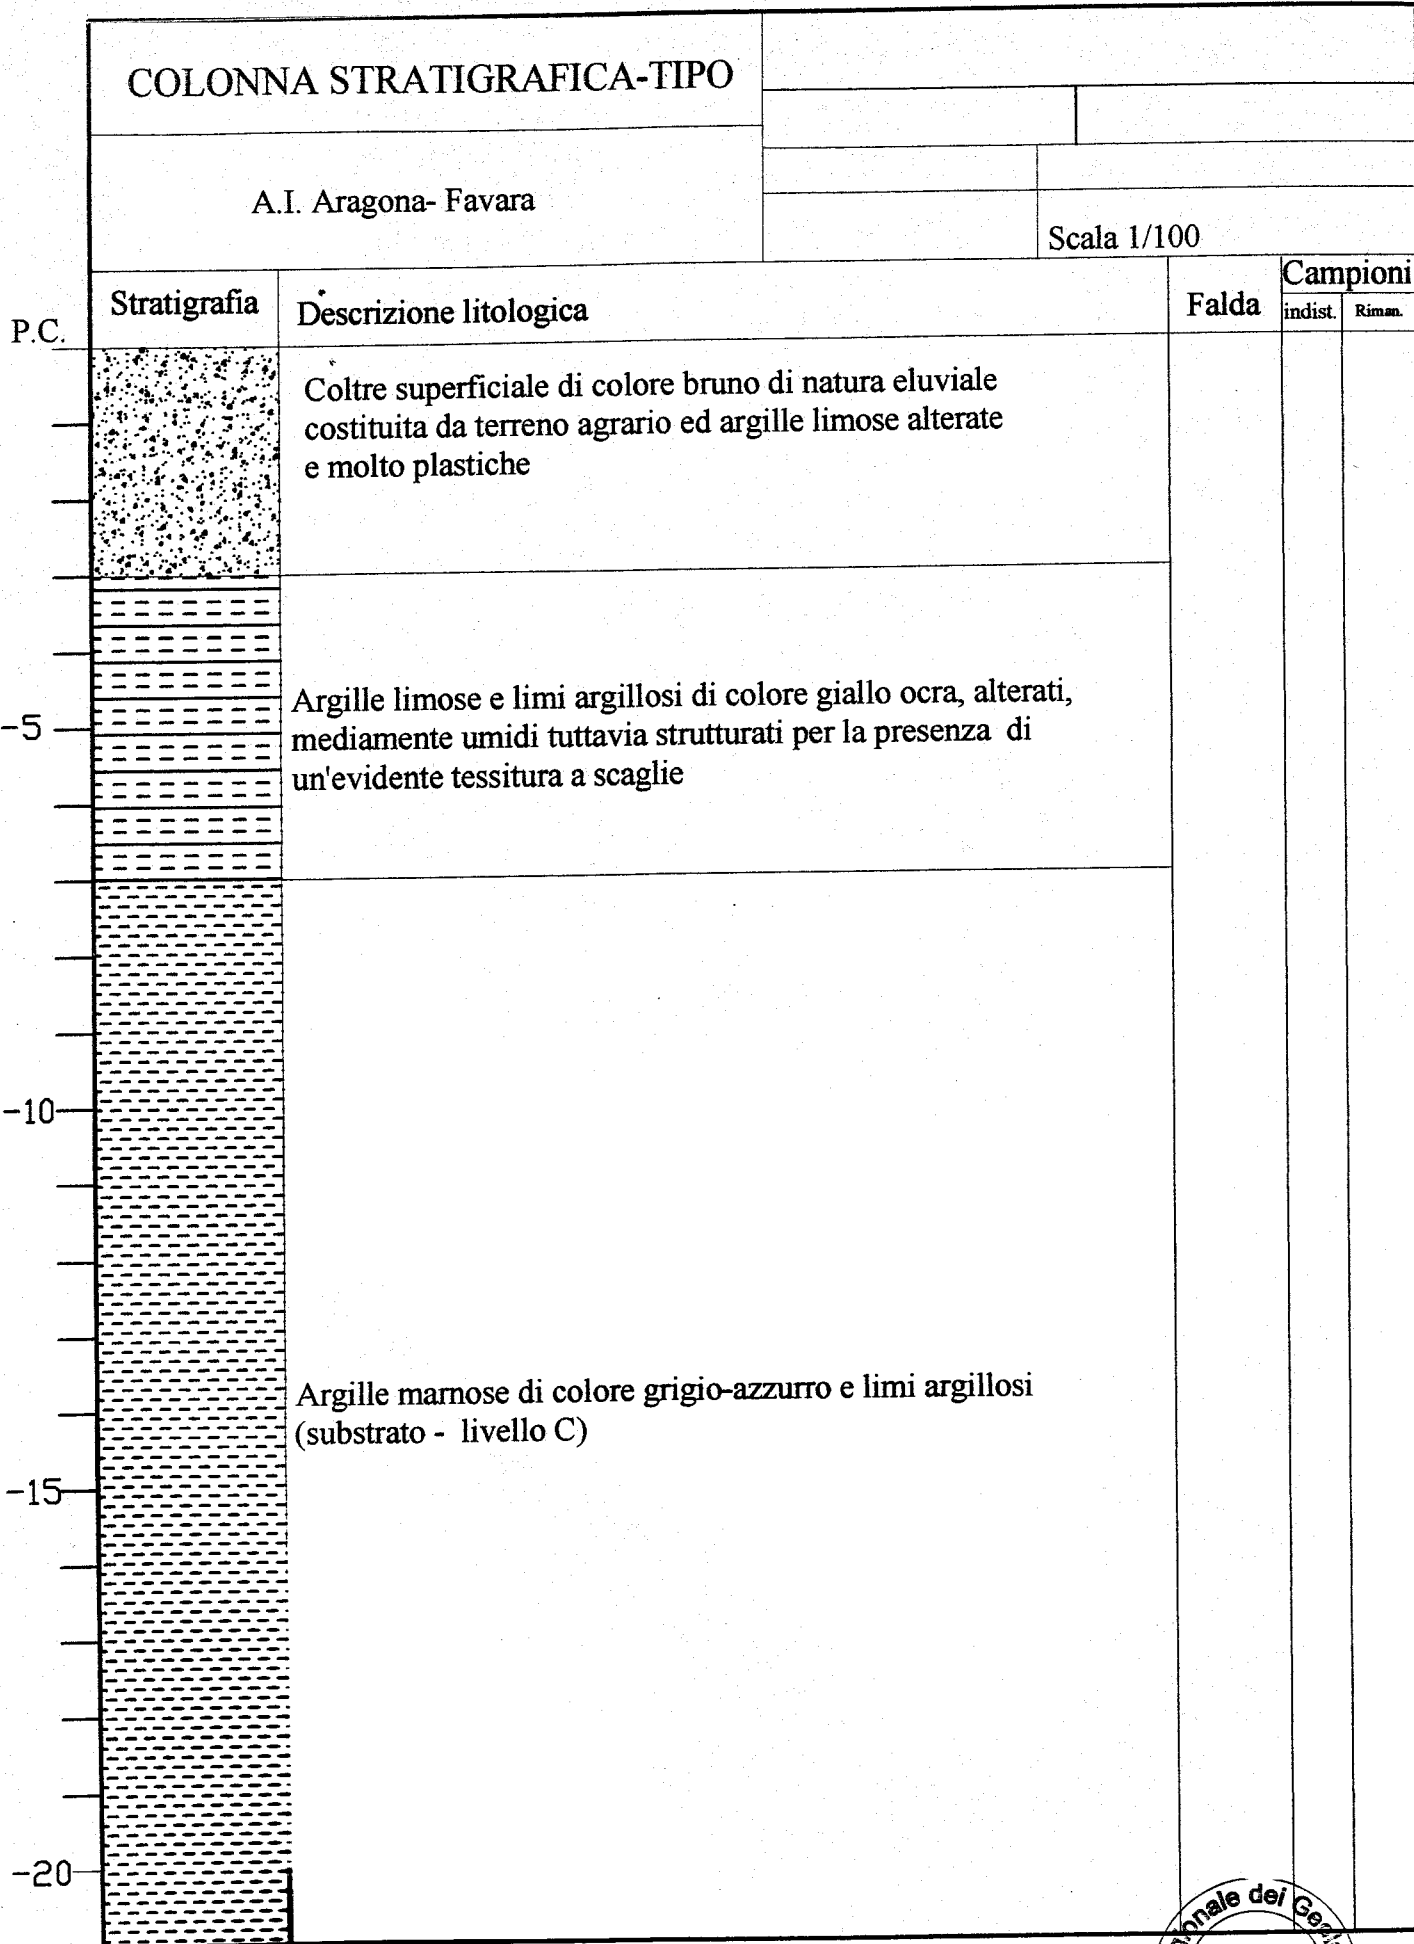 COLONNA STRATIGRAFICA-TIPO
A.I. Aragona- Favara
Scala 1/100
P.C.
Stratigrafia
Descrizione litologica
Falda
Campioni
indist.
Riman.
Coltre superficiale di colore bruno di natura eluviale
costituita da terreno agrario ed argille limose alterate
e molto plastiche
-5
Argille limose e limi argillosi di colore giallo ocra, alterati,
mediamente umidi tuttavia strutturati per la presenza di
un'evidente tessitura a scaglie
-10
Argille marnose di colore grigio-azzurro e limi argillosi
(substrato - livello C)
-15
-20
dei